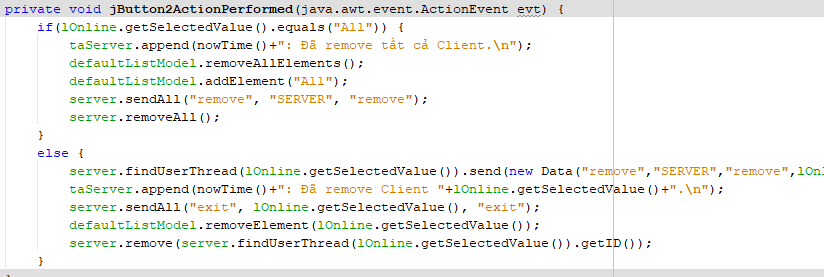 private void jButton2ActionPerformed(java.awt.event.ActionEvent evt) {
if(lOnline.getSelectedValue().equals("All")) {
taServer.append(nowTime()+": Đã remove tất cả Client.\n");
defaultListModel.removeAllElements();
defaultListModel.addElement("All");
server.sendAll("remove", "SERVER", "remove");
server.removeAll();
}
else {
server.findUserThread(lOnline.getSelectedValue()).send(new Data("remove","SERVER","remove",lOnl
taServer.append(nowTime()+": Đã remove Client "+lOnline.getSelectedValue()+".\n");
server.sendAll("exit", lOnline.getSelectedValue(), "exit");
defaultListModel.removeElement(lOnline.getSelectedValue());
server.remove(server.findUserThread(lOnline.getSelectedValue()).getID());
}